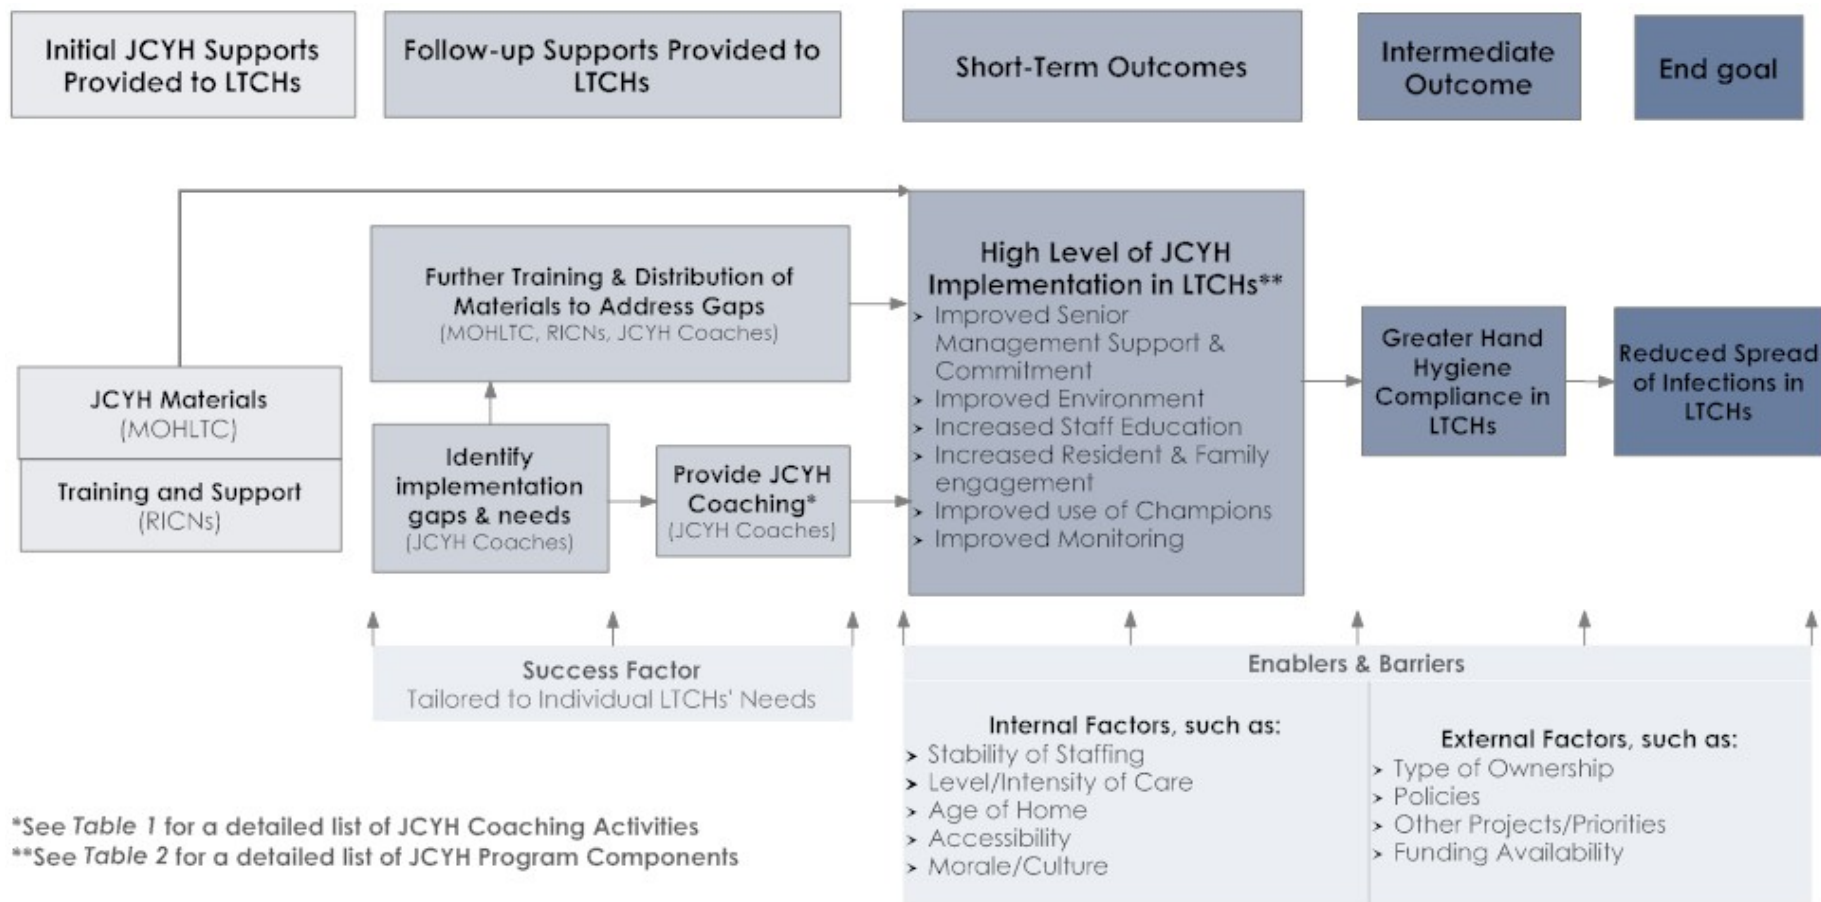 Initial JCYH Supports
Provided to LTCHs
Follow-up Supports Provided to
LTCHs
Short-Term Outcomes
Intermediate
Outcome
End goal
JCYH Materials
(MOHLTC)
Training and Support
(RICNs)
Further Training & Distribution of
Materials to Address Gaps
(MOHLTC, RICNs, JCYH Coaches)
Identify
implementation
gaps & needs
(JCYH Coaches)
Provide JCYH
Coaching*
(JCYH Coaches)
High Level of JCYH
Implementation in LTCHs**
➤ Improved Senior
Management Support &
Commitment
➤ Improved Environment
➤ Increased Staff Education
➤ Increased Resident & Family
engagement
➤ Improved use of Champions
➤ Improved Monitoring
Greater Hand
Hygiene
Compliance in
LTCHs
Reduced Spread
of Infections in
LTCHs
Success Factor
Tailored to Individual LTCHs' Needs
Enablers & Barriers
Internal Factors, such as:
➤ Stability of Staffing
➤ Level/Intensity of Care
➤ Age of Home
➤ Accessibility
➤ Morale/Culture
External Factors, such as:
➤ Type of Ownership
➤ Policies
➤ Other Projects/Priorities
➤ Funding Availability
*See Table 1 for a detailed list of JCYH Coaching Activities
**See Table 2 for a detailed list of JCYH Program Components